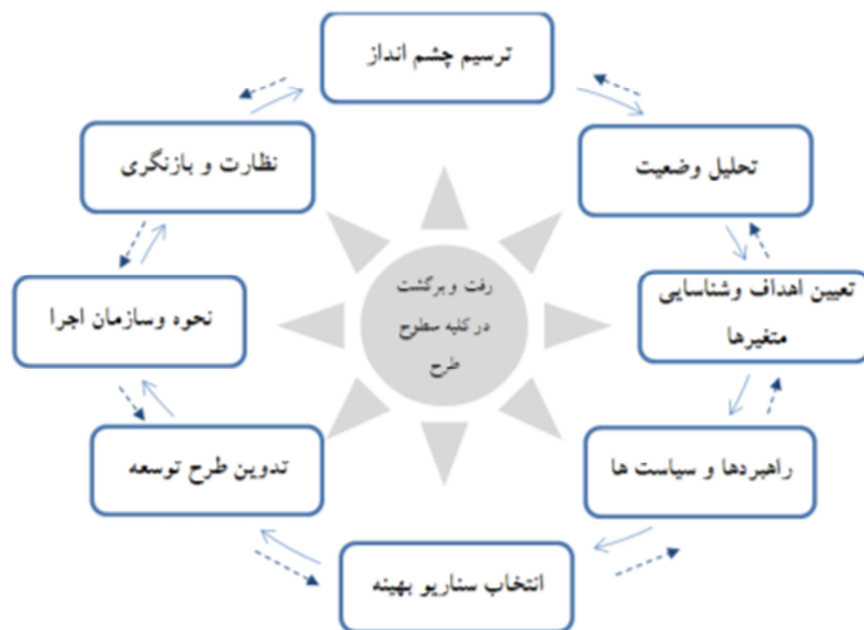 ترسیم چشم انداز
تحلیل وضعیت
تعیین اهداف وشناسایی
متغیرها
راهبردها و سیاست ها
انتخاب سناریو بهینه
تدوین طرح توسعه
نحوه وسازمان اجرا
نظارت و بازنگری
رفت و برگشت
در کلیه سطوح
طرح